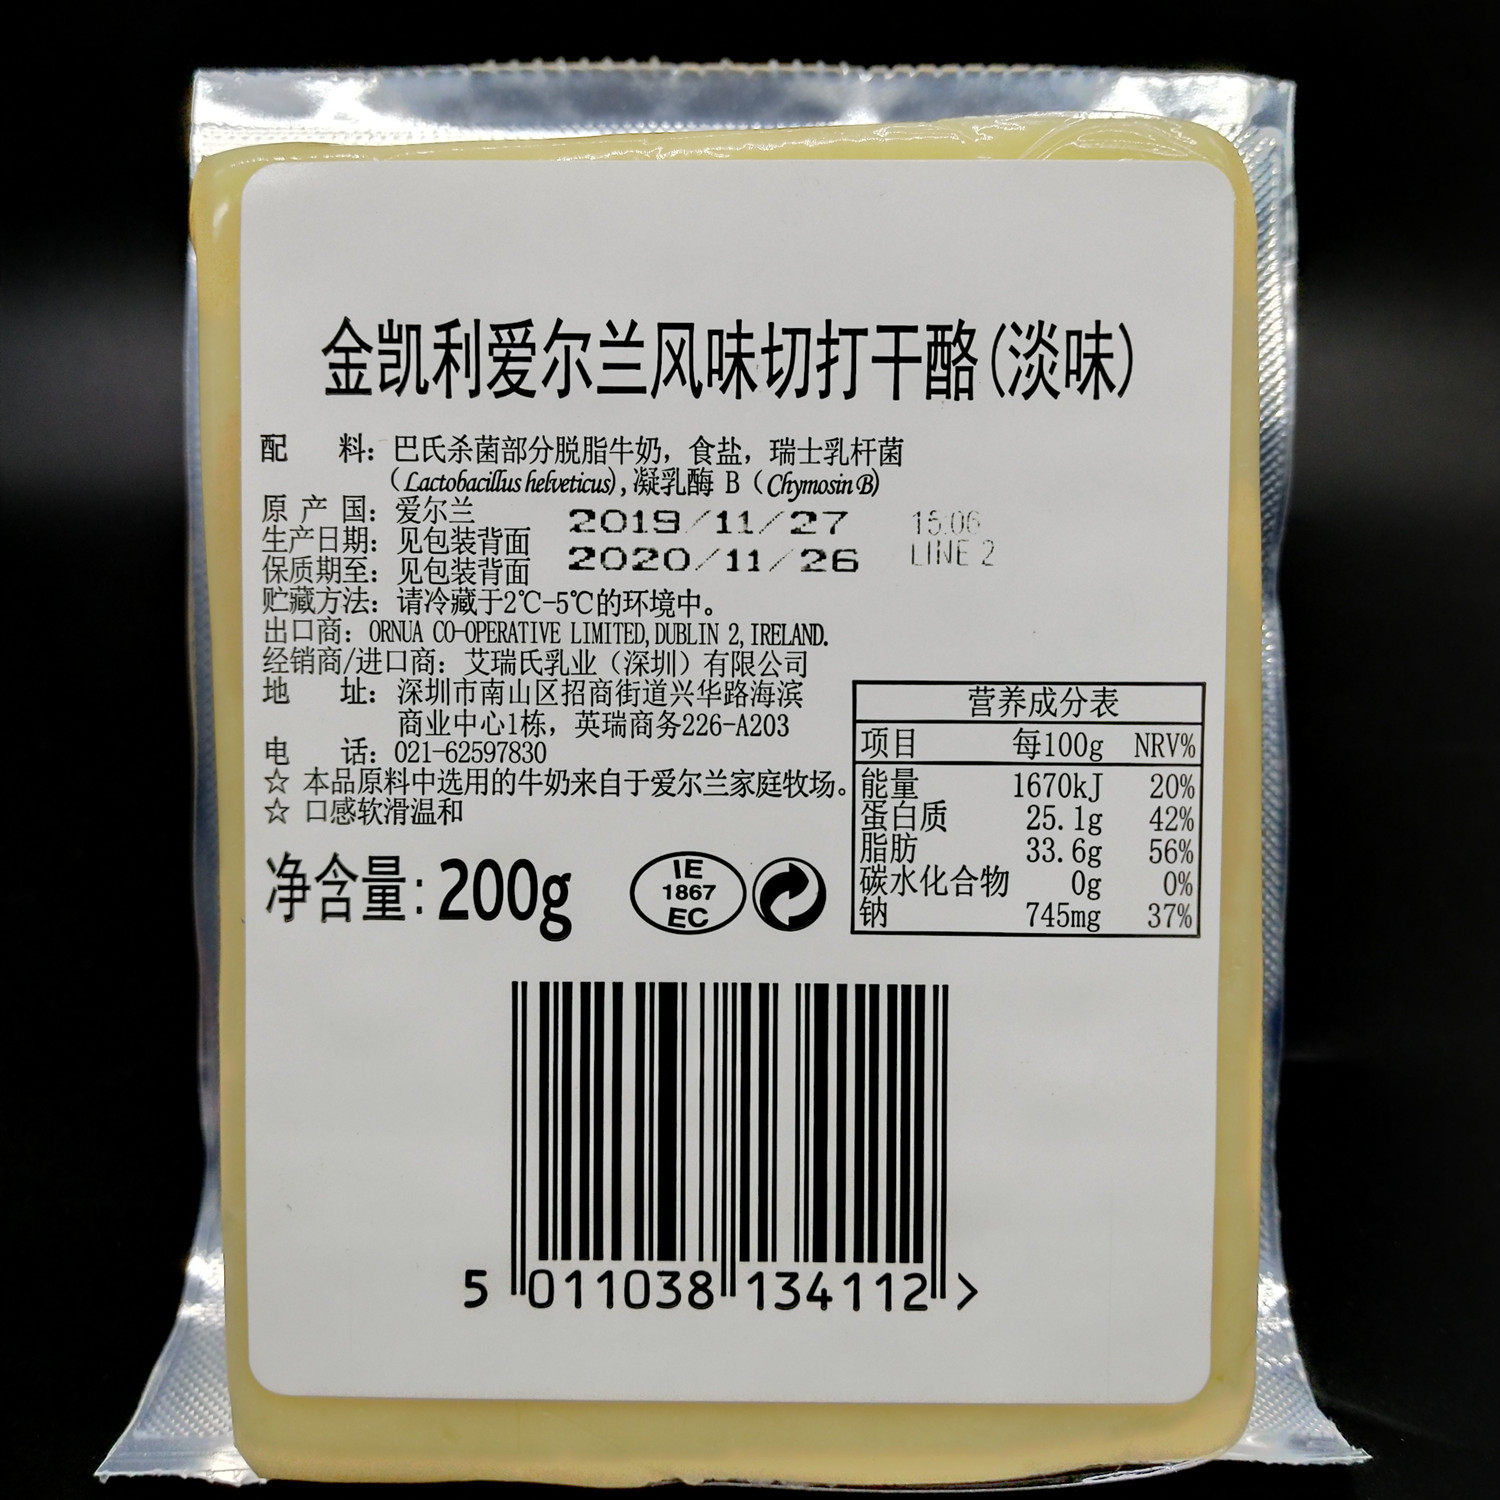 金凯利爱尔兰风味切打干酪(淡味)
配 料：巴氏杀菌部分脱脂牛奶，食盐，瑞士乳杆菌
(Lactobacillus helveticus)，凝乳酶 B (Chymosin B)
原 产 国：爱尔兰
生产日期：见包装背面 2019/11/27 15:06
保质期至：见包装背面 2020/11/26 LINE 2
贮藏方法：请冷藏于2℃-5℃的环境中。
出口商：ORNUA CO-OPERATIVE LIMITED, DUBLIN 2, IRELAND.
经销商/进口商：艾瑞氏乳业（深圳）有限公司
地 址：深圳市南山区招商街道兴华路海滨
商业中心1栋，英瑞商务226-A203
电 话：021-62597830
☆ 本品原料中选用的牛奶来自于爱尔兰家庭牧场。
☆ 口感软滑温和
净含量：200g
IE
1867
EC
营养成分表
项目 每100g NRV%
能量 1670kJ 20%
蛋白质 25.1g 42%
脂肪 33.6g 56%
碳水化合物 0g 0%
钠 745mg 37%
5 011038 134112 >